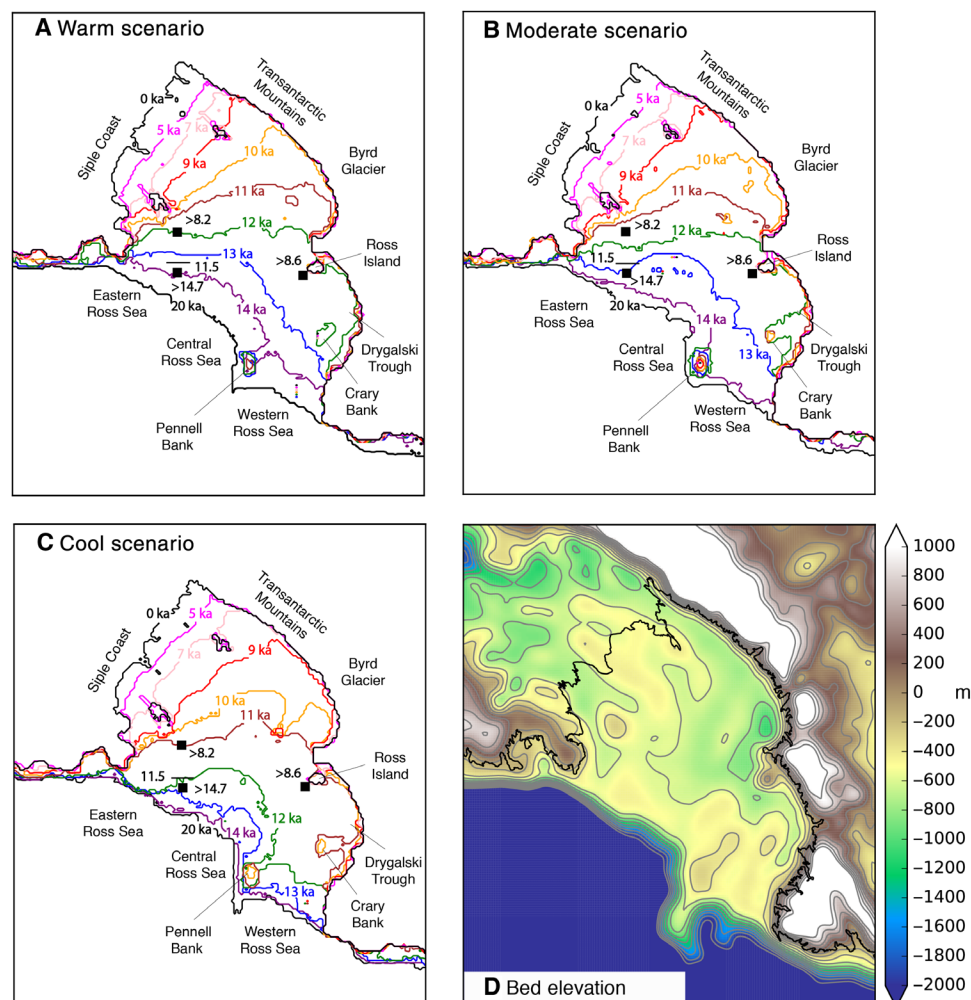 A Warm scenario
Transantarctic
Mountains
0 ka
5 ka
7 ka
Siple Coast
9 ka
10 ka
Byrd
Glacier
11 ka
>8.2
12 ka
13 ka
>8.6
Ross
Island
11.5
>14.7
Eastern
Ross Sea
20 ka
14 ka
Central
Ross Sea
Drygalski
Trough
Crary
Bank
Pennell
Bank
Western
Ross Sea
B Moderate scenario
Transantarctic
Mountains
0 ka
5 ka
7 ka
Siple Coast
9 ka
10 ka
Byrd
Glacier
11 ka
>8.2
12 ka
Ross
Island
11.5
>8.6
>14.7
Eastern
Ross Sea
20 ka
14 ka
Central
Ross Sea
13 ka
Drygalski
Trough
Crary
Bank
Pennell
Bank
Western
Ross Sea
C Cool scenario
Transantarctic
Mountains
0 ka
5 ka
7 ka
Siple Coast
9 ka
Byrd
Glacier
10 ka
11 ka
>8.2
Ross
Island
11.5
>8.6
>14.7
Eastern
Ross Sea
20 ka
14 ka
12 ka
Central
Ross Sea
Drygalski
Trough
13 ka
Crary
Bank
Pennell
Bank
Western
Ross Sea
1000
800
600
400
200
0
m
−200
−400
−600
−800
−1000
−1200
−1400
−1600
−1800
−2000
D Bed elevation